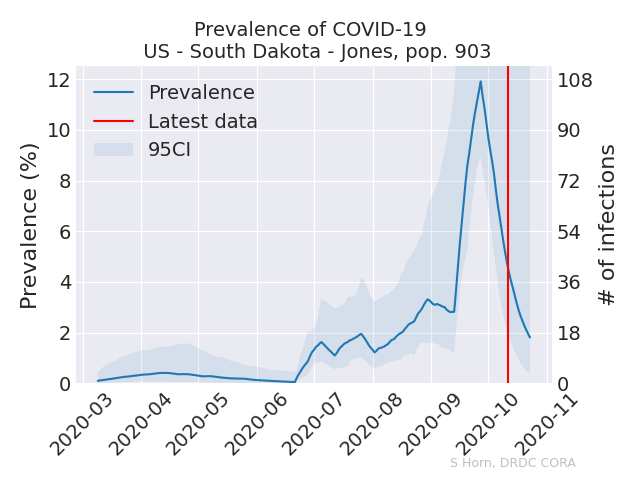 Prevalence of COVID-19
US - South Dakota - Jones, pop. 903
Prevalence
Latest data
95CI
Prevalence (%)
12
10
8
6
4
2
0
# of infections
108
90
72
54
36
18
0
2020-03
2020-04
2020-05
2020-06
2020-07
2020-08
2020-09
2020-10
2020-11
S Horn, DRDC CORA